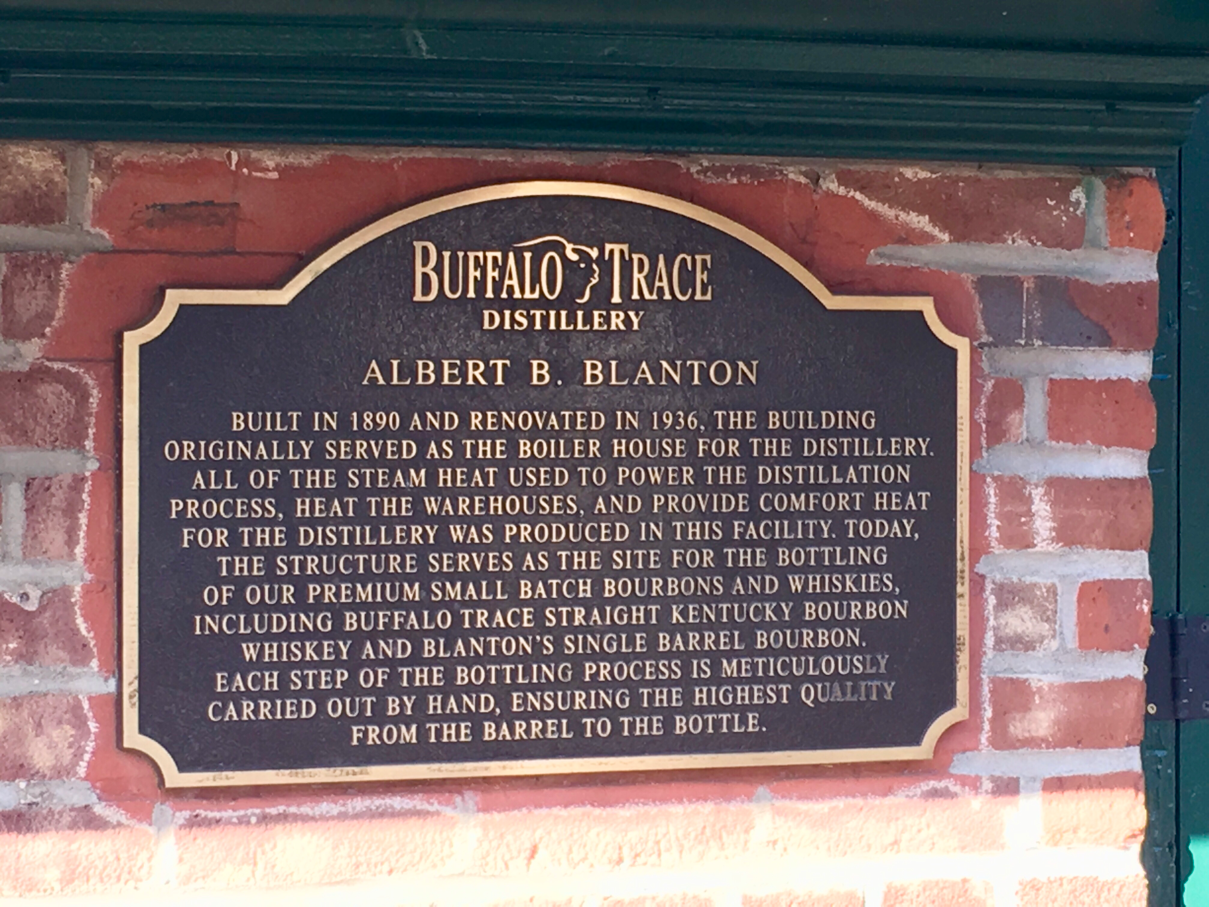 BUFFALO TRACE
DISTILLERY
ALBERT B. BLANTON
BUILT IN 1890 AND RENOVATED IN 1936, THE BUILDING
ORIGINALLY SERVED AS THE BOILER HOUSE FOR THE DISTILLERY.
ALL OF THE STEAM HEAT USED TO POWER THE DISTILLATION
PROCESS, HEAT THE WAREHOUSES, AND PROVIDE COMFORT HEAT
FOR THE DISTILLERY WAS PRODUCED IN THIS FACILITY. TODAY,
THE STRUCTURE SERVES AS THE SITE FOR THE BOTTLING
OF OUR PREMIUM SMALL BATCH BOURBONS AND WHISKIES,
INCLUDING BUFFALO TRACE STRAIGHT KENTUCKY BOURBON
WHISKEY AND BLANTON'S SINGLE BARREL BOURBON.
EACH STEP OF THE BOTTLING PROCESS IS METICULOUSLY
CARRIED OUT BY HAND, ENSURING THE HIGHEST QUALITY
FROM THE BARREL TO THE BOTTLE.